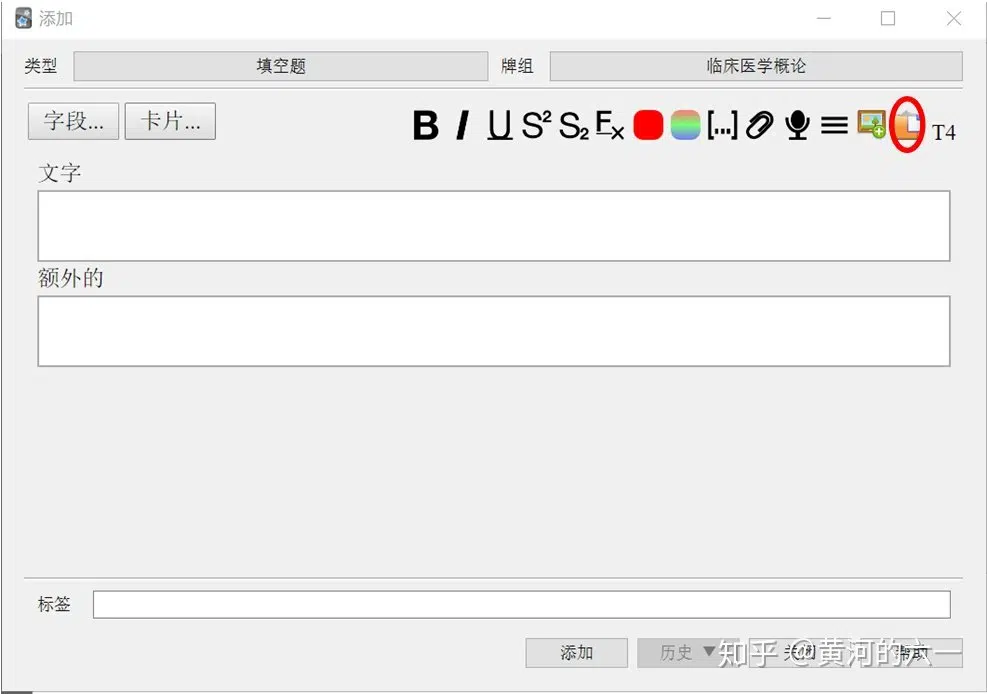 添加
类型 填空题 牌组 临床医学概论
字段... 卡片... B I U S² S₂ Ex [...] T4
文字
额外的
标签
添加 历史 ▼ 关闭 帮助
知乎 @黄河的六一